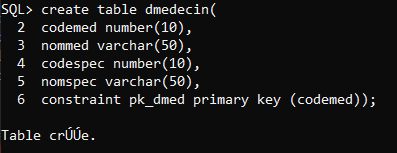 SQL> create table dmedecin(
  2  codemed number(10),
  3  nommed varchar(50),
  4  codespec number(10),
  5  nomspec varchar(50),
  6  constraint pk_dmed primary key (codemed));
Table crÚÚe.